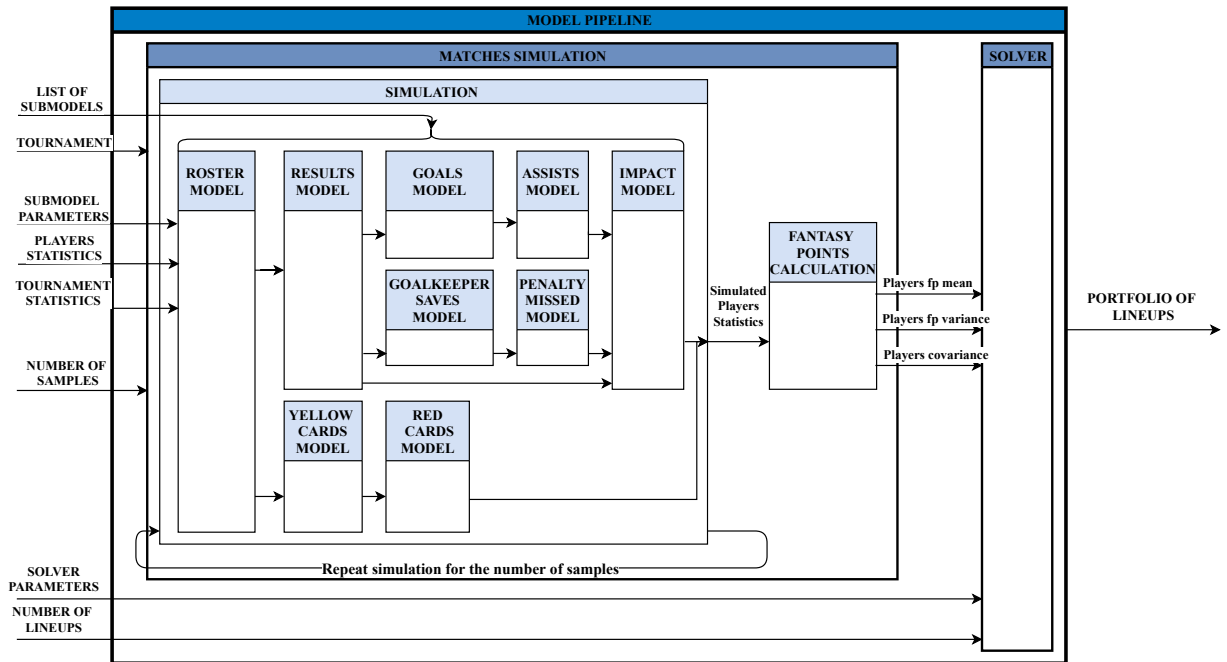 MODEL PIPELINE
MATCHES SIMULATION
SOLVER
SIMULATION
LIST OF
SUBMODELS
TOURNAMENT
SUBMODEL
PARAMETERS
PLAYERS
STATISTICS
TOURNAMENT
STATISTICS
NUMBER OF
SAMPLES
ROSTER
MODEL
RESULTS
MODEL
GOALS
MODEL
ASSISTS
MODEL
IMPACT
MODEL
GOALKEEPER
SAVES
MODEL
PENALTY
MISSED
MODEL
YELLOW
CARDS
MODEL
RED
CARDS
MODEL
Simulated
Players
Statistics
FANTASY
POINTS
CALCULATION
Players fp mean
Players fp variance
Players covariance
PORTFOLIO OF
LINEUPS
Repeat simulation for the number of samples
SOLVER
PARAMETERS
NUMBER OF
LINEUPS